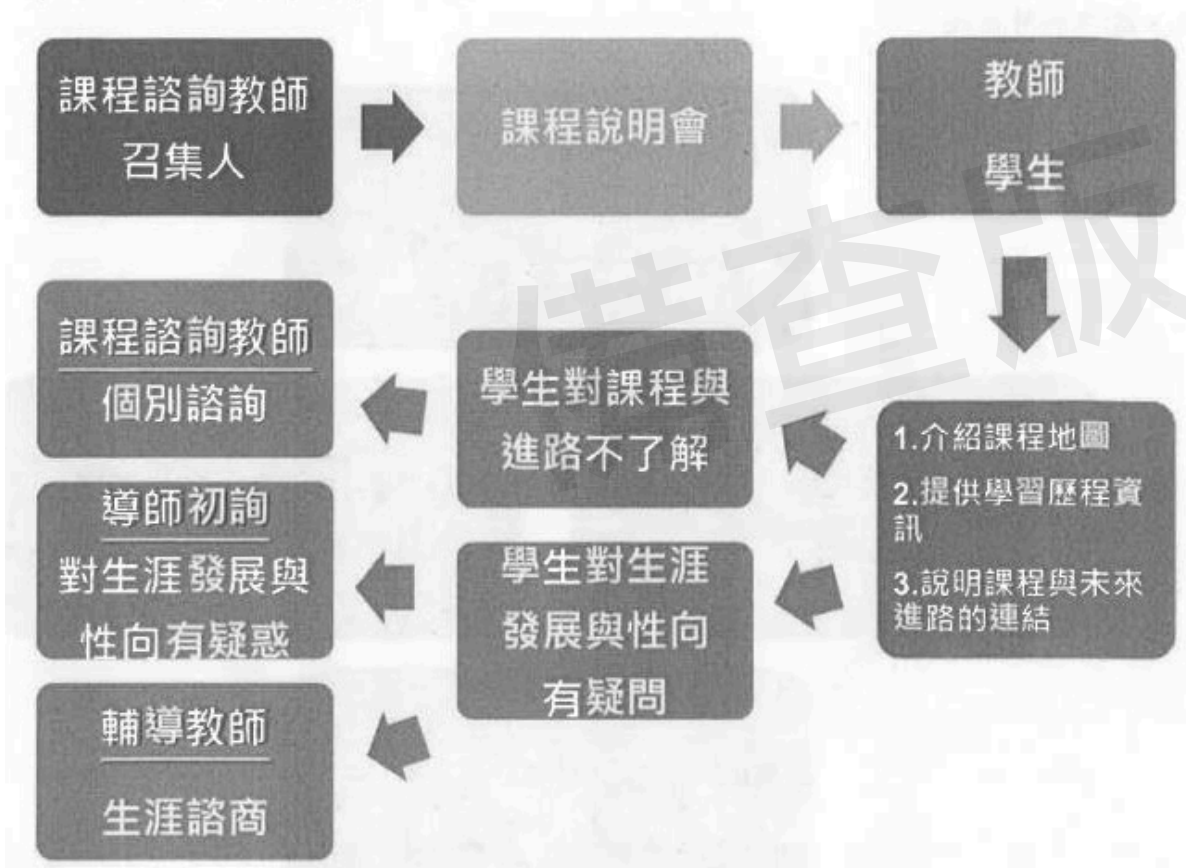 課程諮詢教師
召集人
課程說明會
教師
學生
1.介紹課程地圖
2.提供學習歷程資
訊
3.說明課程與未來
進路的連結
學生對課程與
進路不了解
課程諮詢教師
個別諮詢
學生對生涯
發展與性向
有疑問
導師初詢
對生涯發展與
性向有疑惑
輔導教師
生涯諮商
備查版